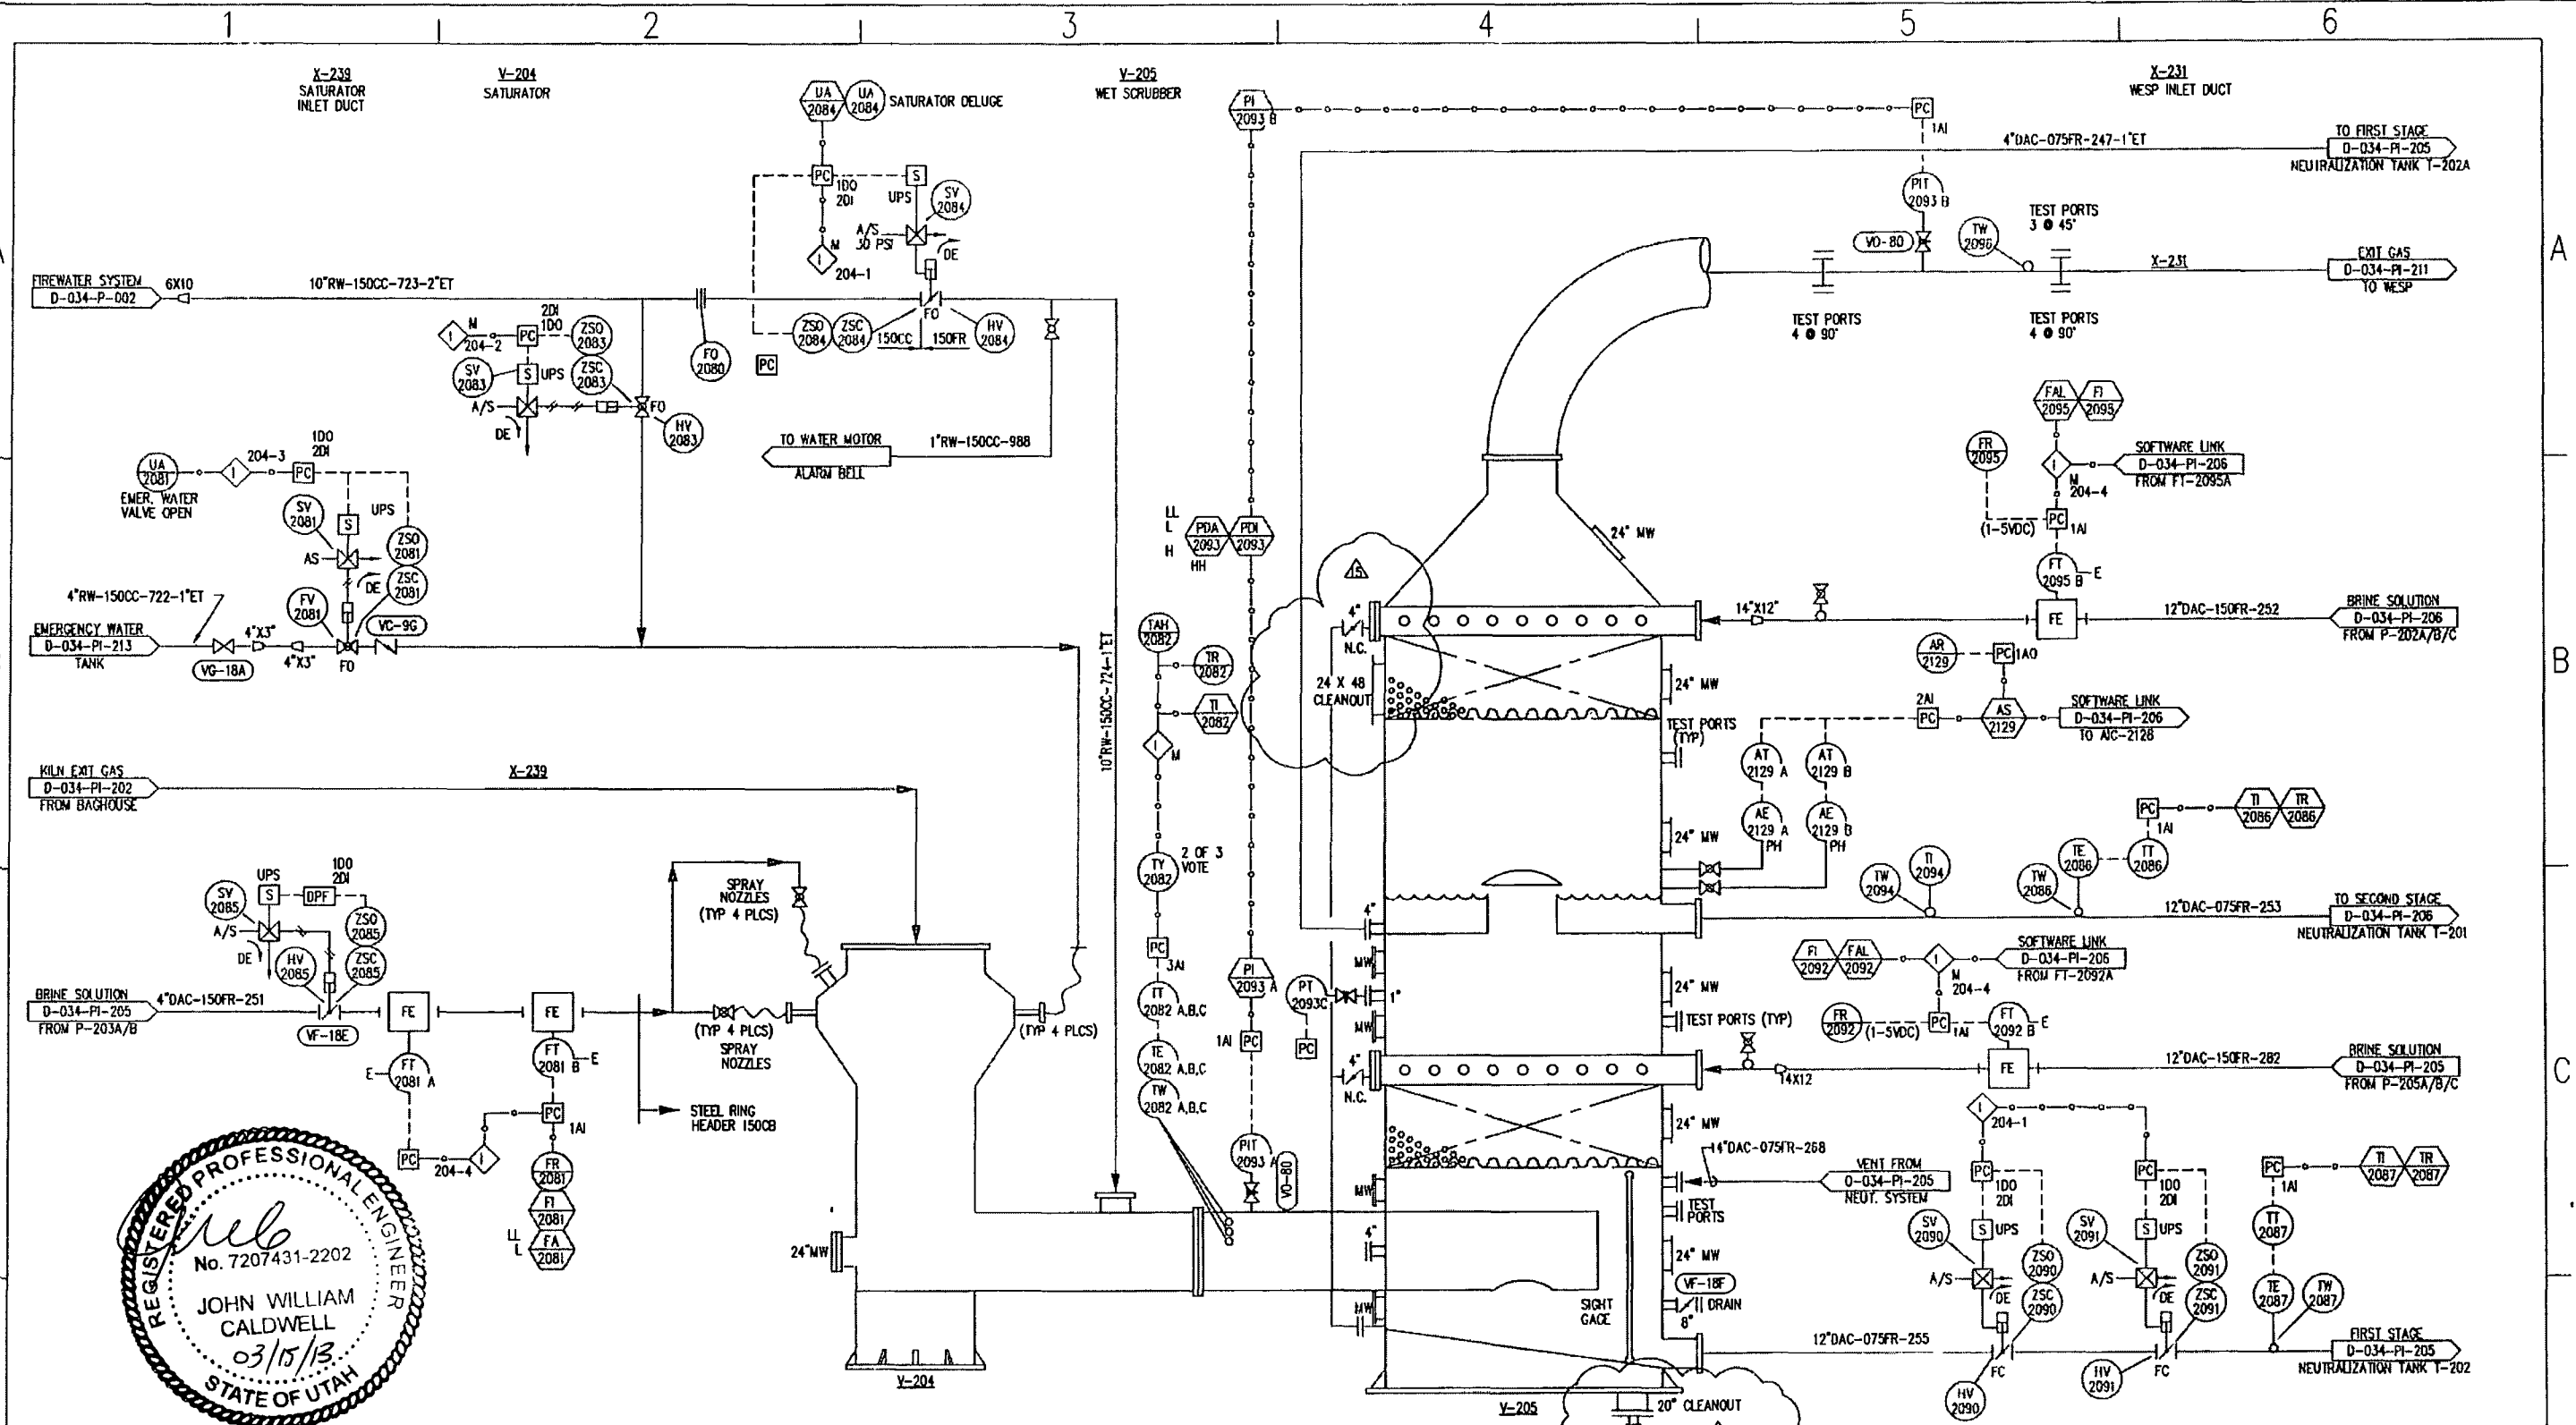 1 2 3 4 5 6
A
A
B
C
X-239
SATURATOR
INLET DUCT
V-204
SATURATOR
UA
2084
UA
2084
SATURATOR DELUGE
V-205
WET SCRUBBER
PI
2093 B
X-231
WESP INLET DUCT
PC
1AI
4"DAC-075FR-247-1"ET
TO FIRST STAGE
D-034-PI-205
NEUTRALIZATION TANK T-202A
PC
1DO
2DI
S
UPS
SV
2084
A/S
30 PSI
DE
I
M
204-1
PIT
2093 B
VO-80
TW
2096
TEST PORTS
3 @ 45°
X-231
EXIT GAS
D-034-PI-211
TO WESP
FIREWATER SYSTEM
D-034-P-002
6X10
10"RW-150CC-723-2"ET
FO
ZSO
2084
ZSC
2084
150CC
150FR
HV
2084
TEST PORTS
4 @ 90°
TEST PORTS
4 @ 90°
I
M
204-2
2DI
1DO
PC
ZSO
2083
FO
2080
PC
SV
2083
S
UPS
ZSC
2083
A/S
DE
FO
HV
2083
FAL
2095
FI
2095
TO WATER MOTOR
ALARM BELL
1"RW-150CC-988
FR
2095
SOFTWARE LINK
D-034-PI-206
FROM FT-2095A
I
M
204-4
(1-5VDC)
PC
1AI
UA
2081
EMER. WATER
VALVE OPEN
I
204-3
1DO
2DI
PC
SV
2081
S
UPS
ZSO
2081
AS
ZSC
2081
DE
LL
L
H
HH
PDA
2093
PDI
2093
24" MW
15
FT
2095 B
E
4"RW-150CC-722-1"ET
FV
2081
VC-9G
EMERGENCY WATER
D-034-PI-213
TANK
4"X3"
4"X3"
FO
VG-18A
4"
N.C.
14"X12"
FE
12"DAC-150FR-252
BRINE SOLUTION
D-034-PI-206
FROM P-202A/B/C
10"RW-150CC-724-1"ET
TAH
2082
TR
2082
TI
2082
I
M
24 X 48
CLEANOUT
24" MW
AR
2129
PC
1AO
2AI
PC
AS
2129
SOFTWARE LINK
D-034-PI-206
TO AIC-2128
TEST PORTS
(TYP)
AT
2129 A
AT
2129 B
KILN EXIT GAS
D-034-PI-202
FROM BAGHOUSE
X-239
24" MW
AE
2129 A
PH
AE
2129 B
PH
PC
1AI
TI
2086
TR
2086
TE
2086
TT
2086
TY
2082
2 OF 3
VOTE
SV
2085
UPS
S
DPF
1DO
2DI
ZSO
2085
A/S
DE
HV
2085
ZSC
2085
SPRAY
NOZZLES
(TYP 4 PLCS)
TW
2094
TI
2094
TW
2086
4"
12"DAC-075FR-253
TO SECOND STAGE
D-034-PI-206
NEUTRALIZATION TANK T-201
PC
3AI
PI
2093 A
MW
FI
2092
FAL
2092
I
M
204-4
SOFTWARE LINK
D-034-PI-206
FROM FT-2092A
BRINE SOLUTION
D-034-PI-205
FROM P-203A/B
4"DAC-150FR-251
VF-18E
FE
FE
(TYP 4 PLCS)
SPRAY
NOZZLES
(TYP 4 PLCS)
TT
2082 A,B,C
PT
2093C
1"
24" MW
MW
TEST PORTS (TYP)
FR
2092
(1-5VDC)
PC
1AI
FT
2092 B
E
E
FT
2081 A
FT
2081 B
E
TE
2082 A,B,C
1AI
PC
PC
4"
N.C.
14X12
FE
12"DAC-150FR-282
BRINE SOLUTION
D-034-PI-205
FROM P-205A/B/C
TW
2082 A,B,C
PC
1AI
STEEL RING
HEADER 150CB
24" MW
I
204-1
PC
204-4
I
FR
2081
FI
2081
LL
L
FA
2081
PIT
2093 A
VO-80
14"DAC-075FR-268
VENT FROM
D-034-PI-205
NEUT. SYSTEM
MW
TEST
PORTS
4"
24" MW
PC
1DO
2DI
PC
1DO
2DI
PC
1AI
TI
2087
TR
2087
SV
2090
S
UPS
SV
2091
S
UPS
TT
2087
24"MW
VF-18F
DRAIN
8"
A/S
DE
ZSO
2090
ZSC
2090
A/S
DE
ZSO
2091
ZSC
2091
TE
2087
TW
2087
MW
SIGHT
GAGE
12"DAC-075FR-255
FC
HV
2090
FC
HV
2091
FIRST STAGE
D-034-PI-205
NEUTRALIZATION TANK T-202
V-204
V-205
20" CLEANOUT
REGISTERED PROFESSIONAL ENGINEER
No. 7207431-2202
JOHN WILLIAM
CALDWELL
03/15/13
STATE OF UTAH